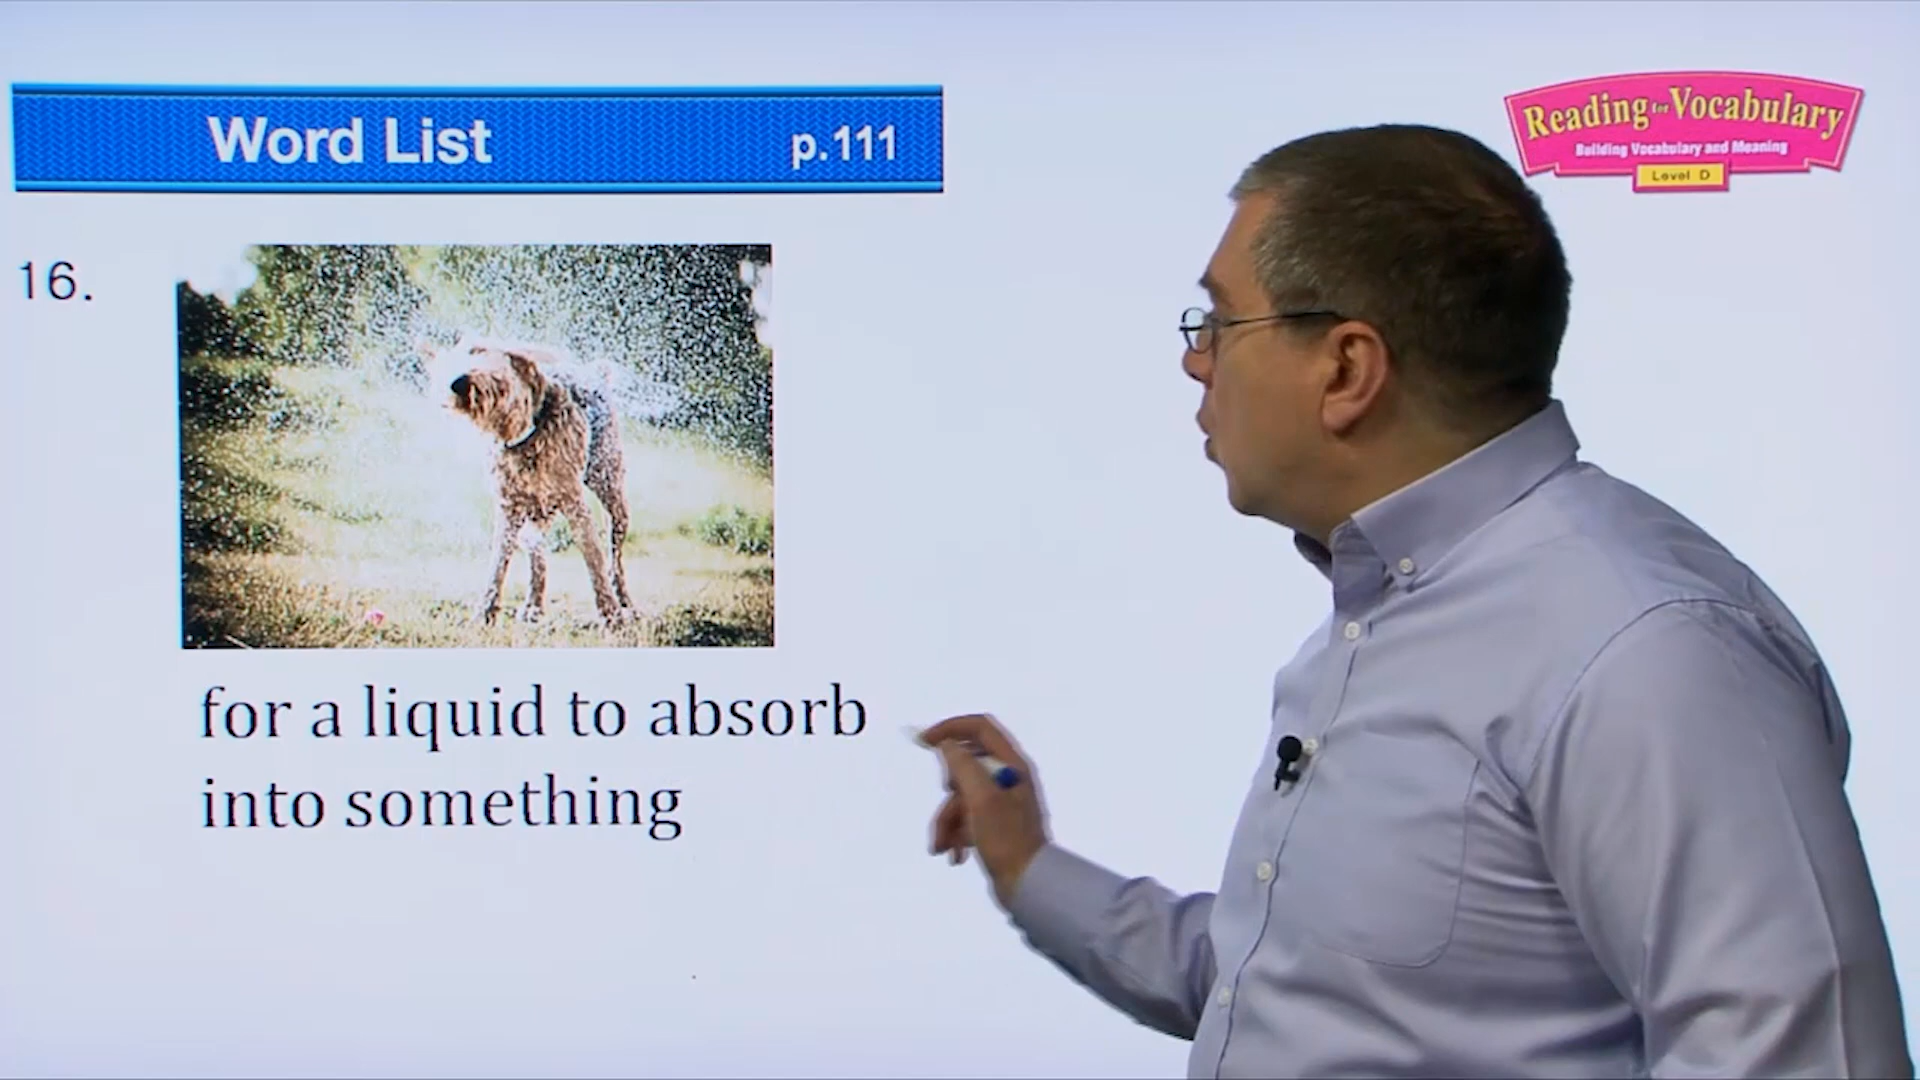 Word List p.111
Reading for Vocabulary
Building Vocabulary and Meaning
Level D
16.
for a liquid to absorb
into something